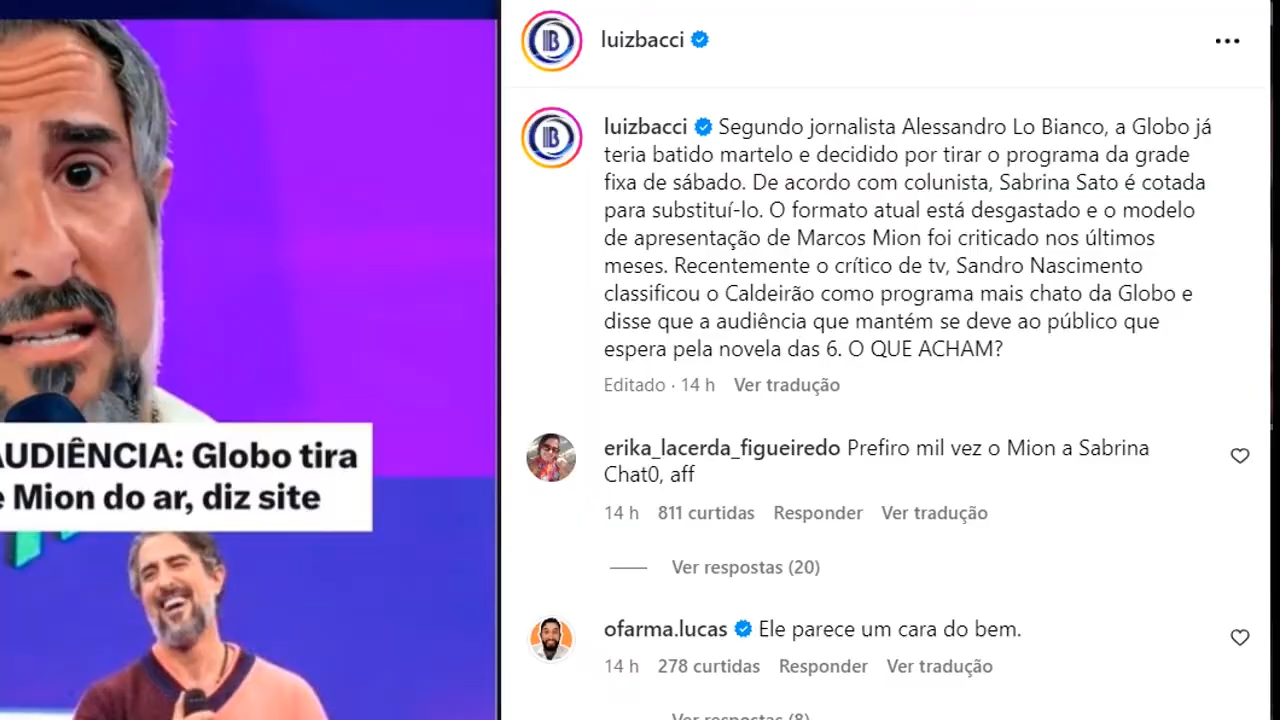 AUDIÊNCIA: Globo tira
e Mion do ar, diz site
luizbacci
luizbacci Segundo jornalista Alessandro Lo Bianco, a Globo já
teria batido martelo e decidido por tirar o programa da grade
fixa de sábado. De acordo com colunista, Sabrina Sato é cotada
para substituí-lo. O formato atual está desgastado e o modelo
de apresentação de Marcos Mion foi criticado nos últimos
meses. Recentemente o crítico de tv, Sandro Nascimento
classificou o Caldeirão como programa mais chato da Globo e
disse que a audiência que mantém se deve ao público que
espera pela novela das 6. O QUE ACHAM?
Editado · 14 h Ver tradução
erika_lacerda_figueiredo Prefiro mil vez o Mion a Sabrina
Chat0, aff
14 h 811 curtidas Responder Ver tradução
Ver respostas (20)
ofarma.lucas Ele parece um cara do bem.
14 h 278 curtidas Responder Ver tradução
Ver respostas (8)